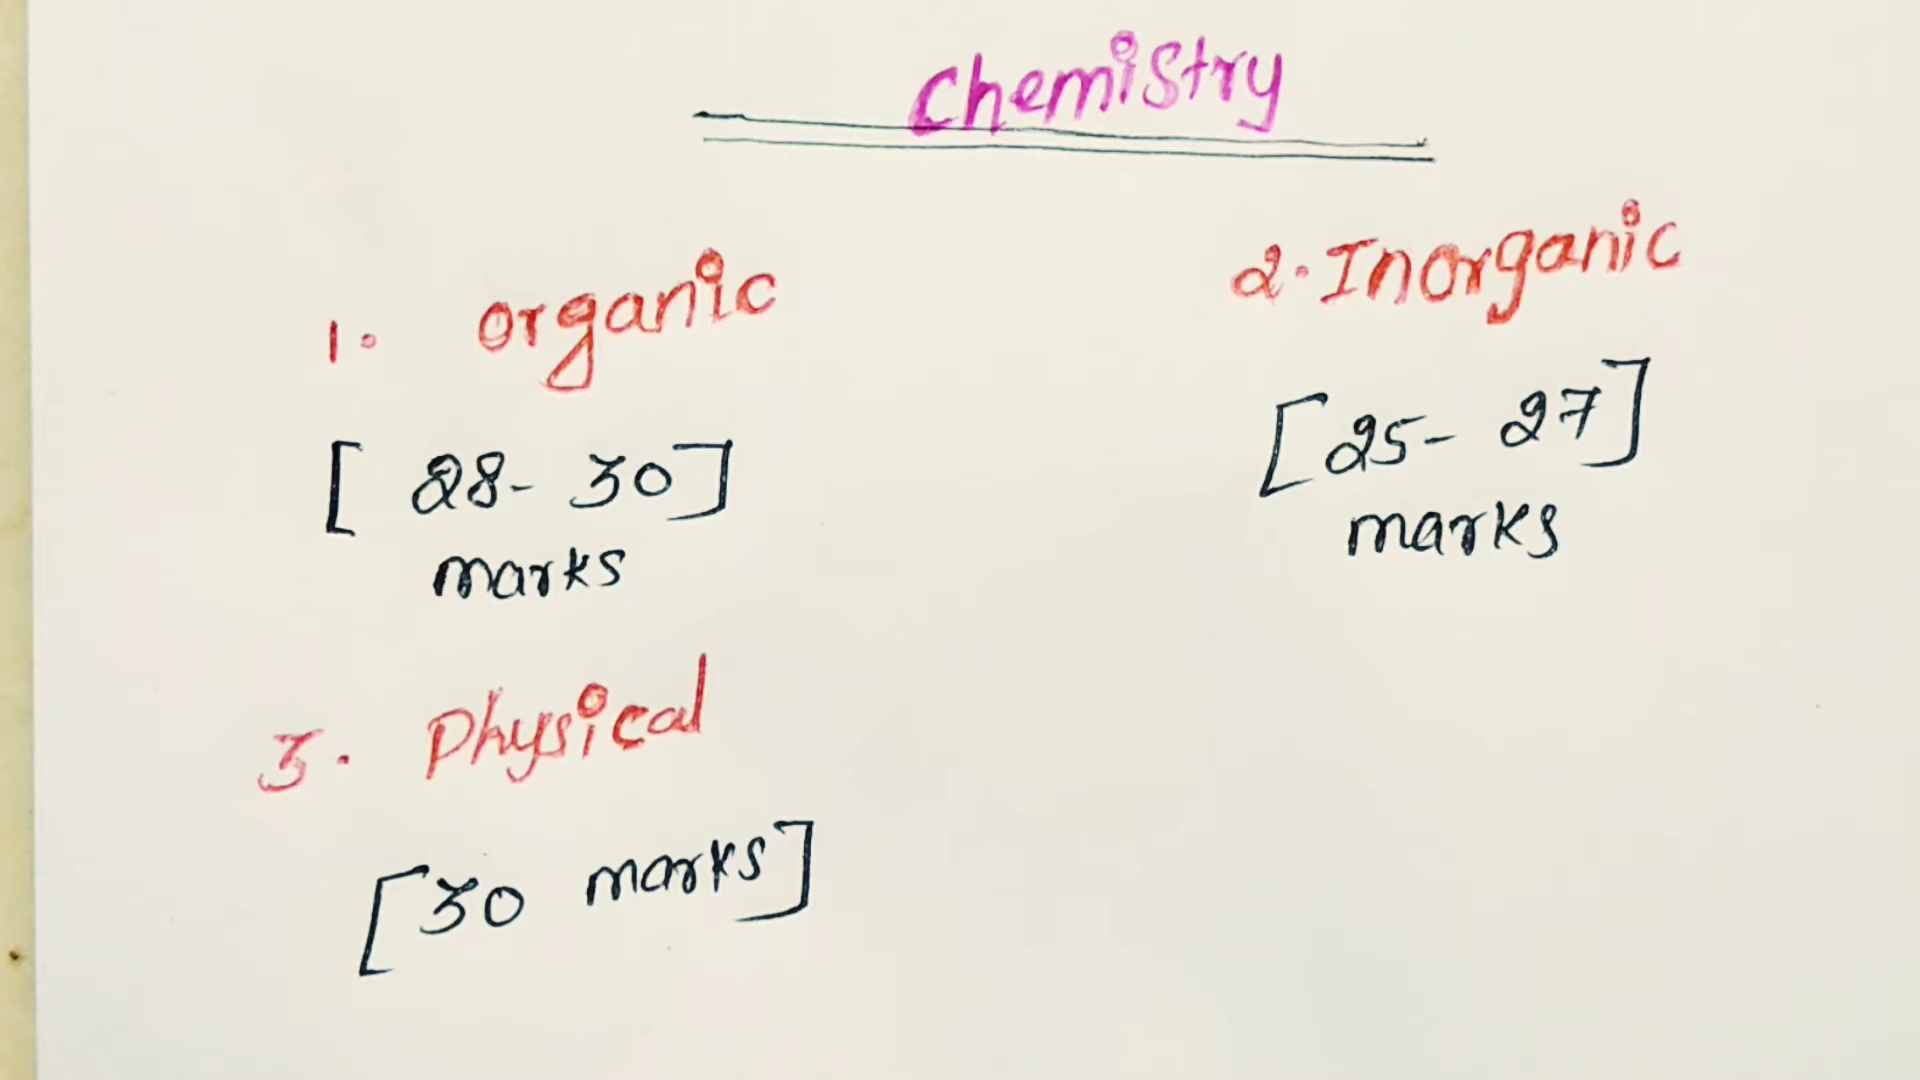 Chemistry
1. Organic
[ 28- 30]
marks
2. Inorganic
[25- 27]
marks
3. Physical
[30 marks]